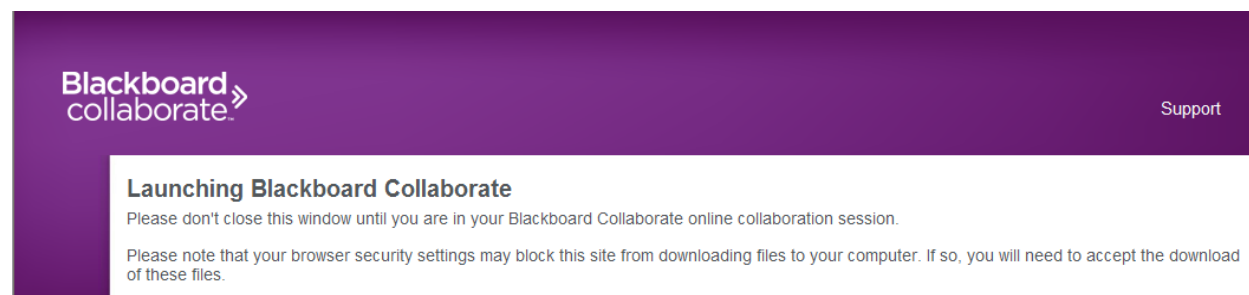 Blackboard
collaborate™
Support
Launching Blackboard Collaborate
Please don't close this window until you are in your Blackboard Collaborate online collaboration session.
Please note that your browser security settings may block this site from downloading files to your computer. If so, you will need to accept the download
of these files.